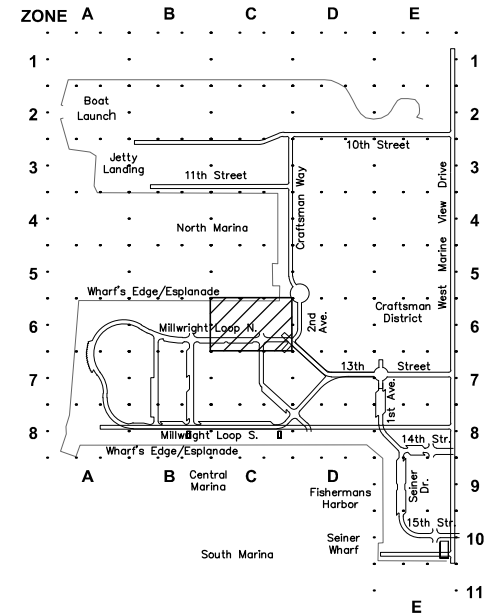 ZONE A B C D E
1 1
Boat
Launch
2 2
10th Street
3 3
Jetty
Landing
11th Street
Craftsman Way
West Marine View Drive
4 4
North Marina
5 5
Wharf's Edge/Esplanade
2nd
Ave.
Craftsman
District
6 6
Millwright Loop N.
13th Street
7 7
1st Ave.
8 8
Millwright Loop S.
14th Str.
Wharf's Edge/Esplanade
A B C D
Central
Marina
Seiner
Dr.
9 9
Fishermans
Harbor
15th Str.
10
Seiner
Wharf
South Marina
11
E